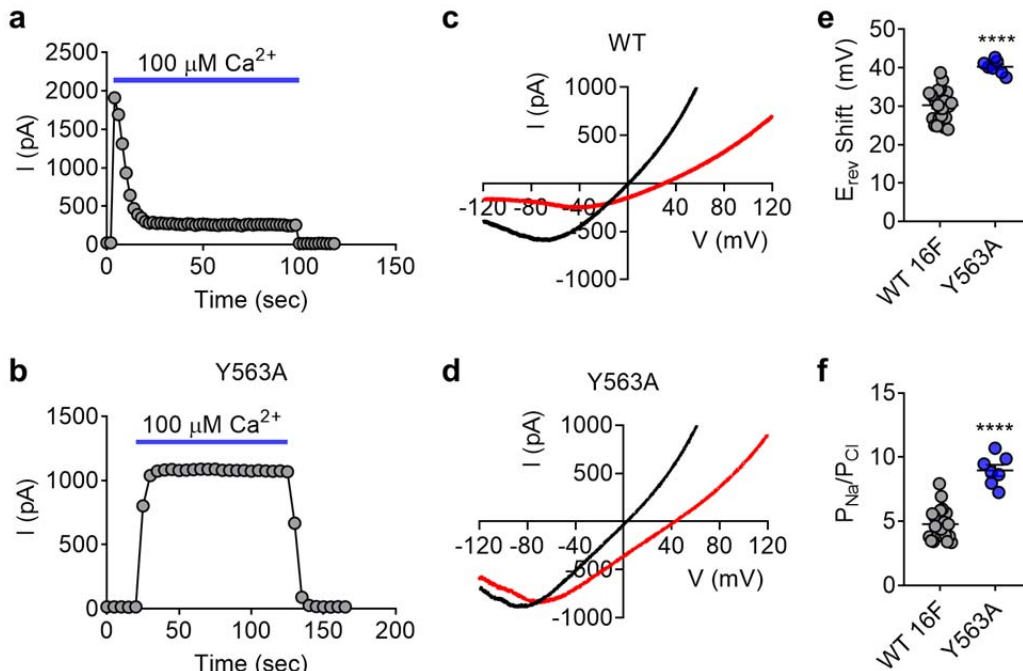 a
2500
100 μM Ca2+
2000
1500
1000
500
0
I (pA)
0 50 100 150
Time (sec)
b
Y563A
1500
100 μM Ca2+
1000
500
0
I (pA)
0 50 100 150 200
Time (sec)
c
WT
I (pA)
1000
500
-120 -80 -40 40 80 120
-500
V (mV)
-1000
d
Y563A
I (pA)
1000
500
-120 -80 -40 40 80 120
-500
V (mV)
-1000
e
****
50
40
30
20
10
0
Erev Shift (mV)
WT 16F
Y563A
f
****
15
10
5
0
PNa/PCl
WT 16F
Y563A